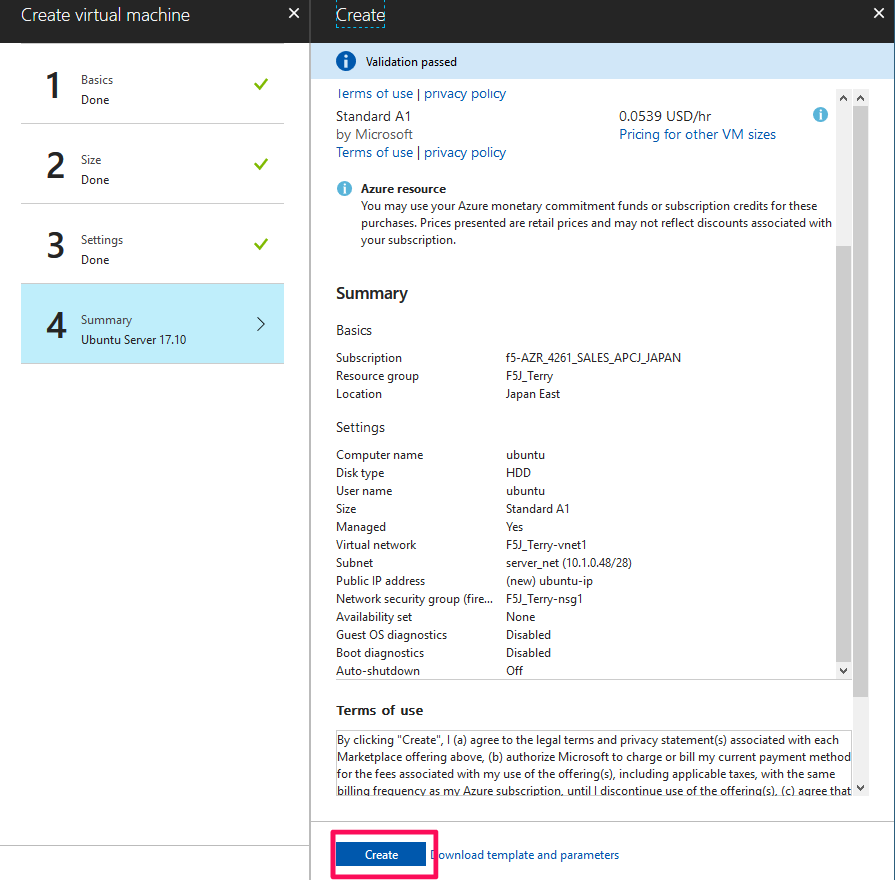 Create virtual machine
1
Basics
Done
2
Size
Done
3
Settings
Done
4
Summary
Ubuntu Server 17.10
Create
Validation passed
Terms of use | privacy policy
Standard A1 0.0539 USD/hr
by Microsoft Pricing for other VM sizes
Terms of use | privacy policy
Azure resource
You may use your Azure monetary commitment funds or subscription credits for these
purchases. Prices presented are retail prices and may not reflect discounts associated with
your subscription.
Summary
Basics
Subscription f5-AZR_4261_SALES_APCJ_JAPAN
Resource group F5J_Terry
Location Japan East
Settings
Computer name ubuntu
Disk type HDD
User name ubuntu
Size Standard A1
Managed Yes
Virtual network F5J_Terry-vnet1
Subnet server_net (10.1.0.48/28)
Public IP address (new) ubuntu-ip
Network security group (fire... F5J_Terry-nsg1
Availability set None
Guest OS diagnostics Disabled
Boot diagnostics Disabled
Auto-shutdown Off
Terms of use
By clicking "Create", I (a) agree to the legal terms and privacy statement(s) associated with each
Marketplace offering above, (b) authorize Microsoft to charge or bill my current payment method
for the fees associated with my use of the offering(s), including applicable taxes, with the same
billing frequency as my Azure subscription, until I discontinue use of the offering(s), (c) agree that
Create Download template and parameters